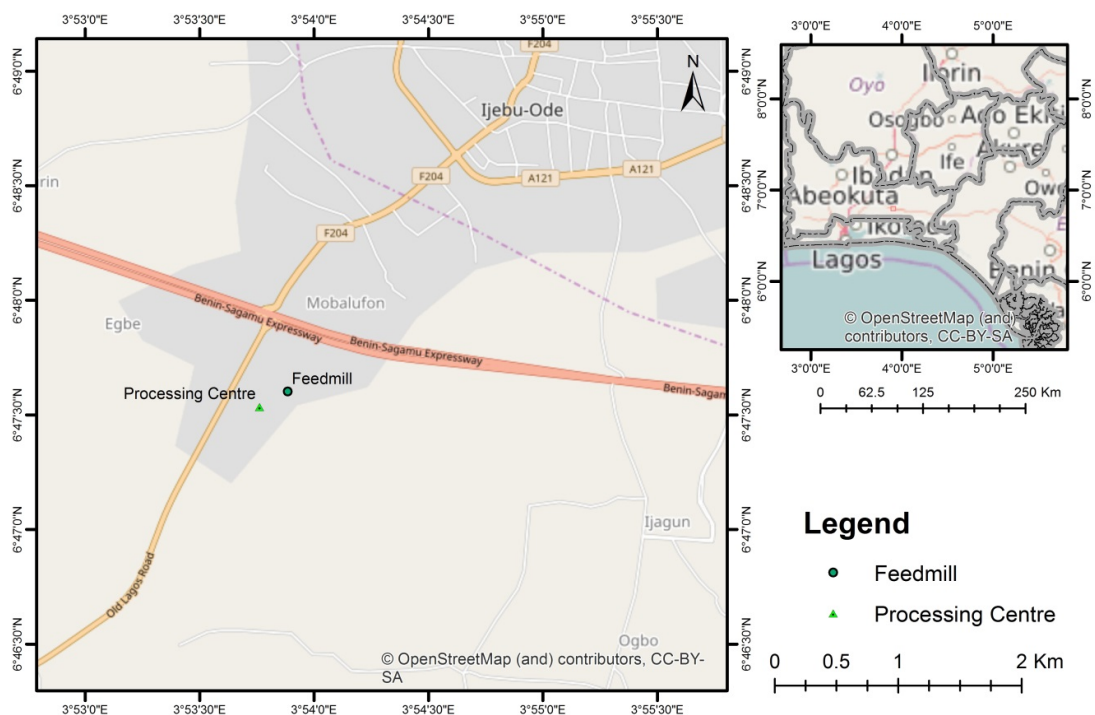 3°53'0"E 3°53'30"E 3°54'0"E 3°54'30"E 3°55'0"E 3°55'30"E
6°49'0"N
6°48'30"N
6°48'0"N
6°47'30"N
6°47'0"N
6°46'30"N
F204
N
Ijebu-Ode
F204
A121
A121
rin
F204
Mobalufon
Egbe
Benin-Sagamu Expressway
Benin-Sagamu Expressway
Benin-Sagam
Feedmill
Processing Centre
Ijagun
Old Lagos Road
Ogbo
© OpenStreetMap (and) contributors, CC-BY-
SA
6°49'0"N
6°48'30"N
6°48'0"N
6°47'30"N
6°47'0"N
6°46'30"N
3°53'0"E 3°53'30"E 3°54'0"E 3°54'30"E 3°55'0"E 3°55'30"E
3°0'0"E 4°0'0"E 5°0'0"E
8°0'0"N
7°0'0"N
6°0'0"N
Ilorin
Oyo
Osogbo
Ado Ekiti
Akure
Ife
Ibadan
Abeokuta
Owo
Ikorodu
Lagos
Benin
© OpenStreetMap (and)
contributors, CC-BY-SA
8°0'0"N
7°0'0"N
6°0'0"N
3°0'0"E 4°0'0"E 5°0'0"E
0 62.5 125 250 Km
Legend
Feedmill
Processing Centre
0 0.5 1 2 Km